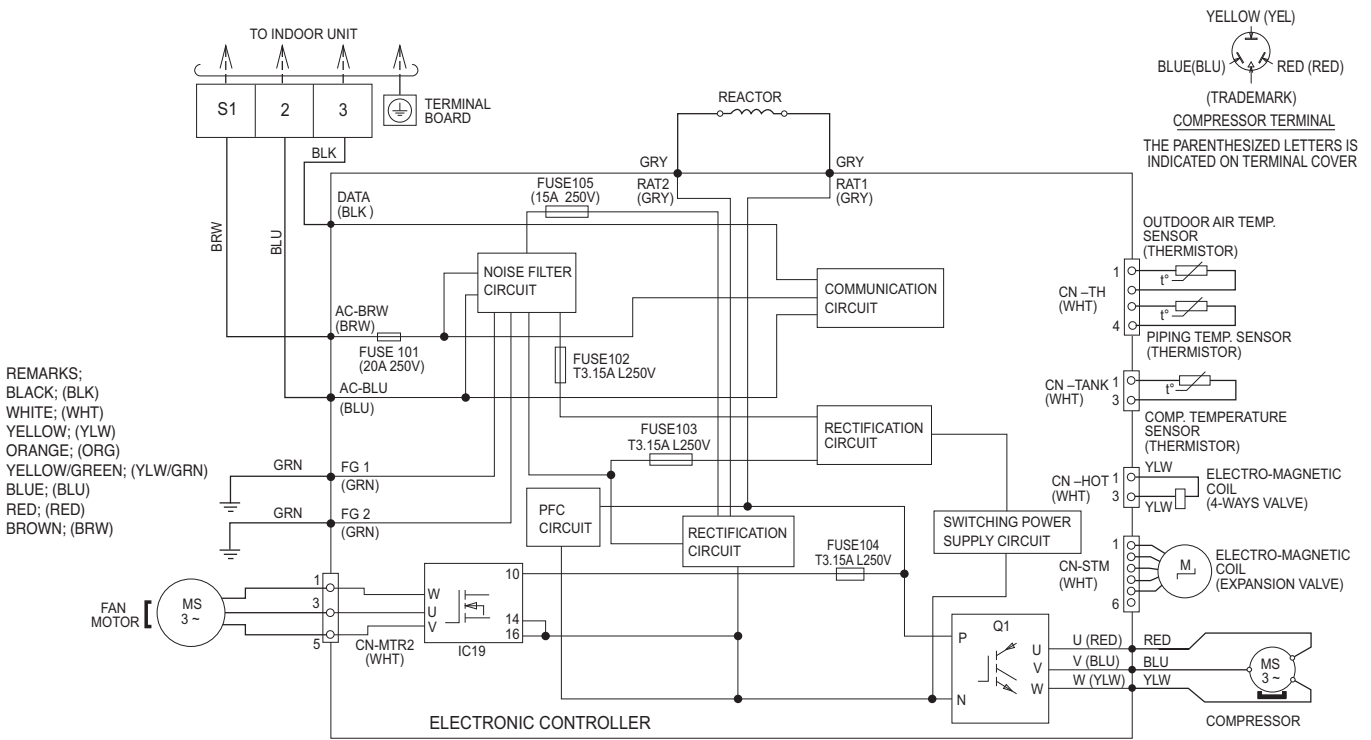 TO INDOOR UNIT
S1
2
3
TERMINAL
BOARD
BLK
BRW
BLU
REACTOR
GRY
GRY
RAT2
(GRY)
RAT1
(GRY)
YELLOW (YEL)
BLUE(BLU)
RED (RED)
(TRADEMARK)
COMPRESSOR TERMINAL
THE PARENTHESIZED LETTERS IS
INDICATED ON TERMINAL COVER
DATA
(BLK )
FUSE105
(15A 250V)
NOISE FILTER
CIRCUIT
COMMUNICATION
CIRCUIT
AC-BRW
(BRW)
FUSE 101
(20A 250V)
FUSE102
T3.15A L250V
AC-BLU
(BLU)
FUSE103
T3.15A L250V
RECTIFICATION
CIRCUIT
OUTDOOR AIR TEMP.
SENSOR
(THERMISTOR)
1
t°
CN –TH
(WHT)
t°
4
PIPING TEMP. SENSOR
(THERMISTOR)
CN –TANK
(WHT)
1
3
t°
COMP. TEMPERATURE
SENSOR
(THERMISTOR)
CN –HOT
(WHT)
1
3
YLW
YLW
ELECTRO-MAGNETIC
COIL
(4-WAYS VALVE)
CN-STM
(WHT)
1
6
M
ELECTRO-MAGNETIC
COIL
(EXPANSION VALVE)
REMARKS;
BLACK; (BLK)
WHITE; (WHT)
YELLOW; (YLW)
ORANGE; (ORG)
YELLOW/GREEN; (YLW/GRN)
BLUE; (BLU)
RED; (RED)
BROWN; (BRW)
GRN
FG 1
(GRN)
GRN
FG 2
(GRN)
PFC
CIRCUIT
RECTIFICATION
CIRCUIT
FUSE104
T3.15A L250V
SWITCHING POWER
SUPPLY CIRCUIT
FAN
MOTOR
MS
3 ~
1
3
5
CN-MTR2
(WHT)
W
U
V
10
14
16
IC19
Q1
P
N
U
V
W
U (RED)
V (BLU)
W (YLW)
RED
BLU
YLW
MS
3 ~
COMPRESSOR
ELECTRONIC CONTROLLER